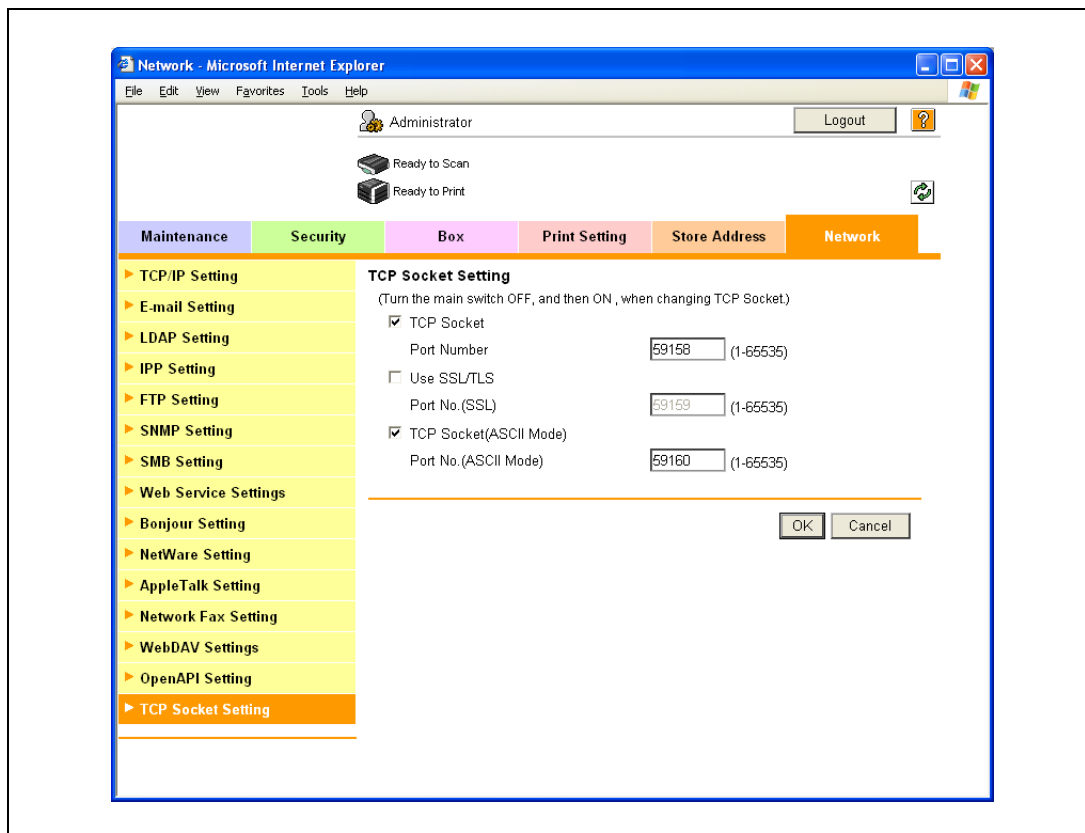 Network - Microsoft Internet Explorer
File Edit View Favorites Tools Help
Administrator
Logout
?
Ready to Scan
Ready to Print
Maintenance Security Box Print Setting Store Address Network
TCP/IP Setting
E-mail Setting
LDAP Setting
IPP Setting
FTP Setting
SNMP Setting
SMB Setting
Web Service Settings
Bonjour Setting
NetWare Setting
AppleTalk Setting
Network Fax Setting
WebDAV Settings
OpenAPI Setting
TCP Socket Setting
TCP Socket Setting
(Turn the main switch OFF, and then ON , when changing TCP Socket.)
TCP Socket
Port Number 59158 (1-65535)
Use SSL/TLS
Port No.(SSL) 59159 (1-65535)
TCP Socket(ASCII Mode)
Port No.(ASCII Mode) 59160 (1-65535)
OK Cancel